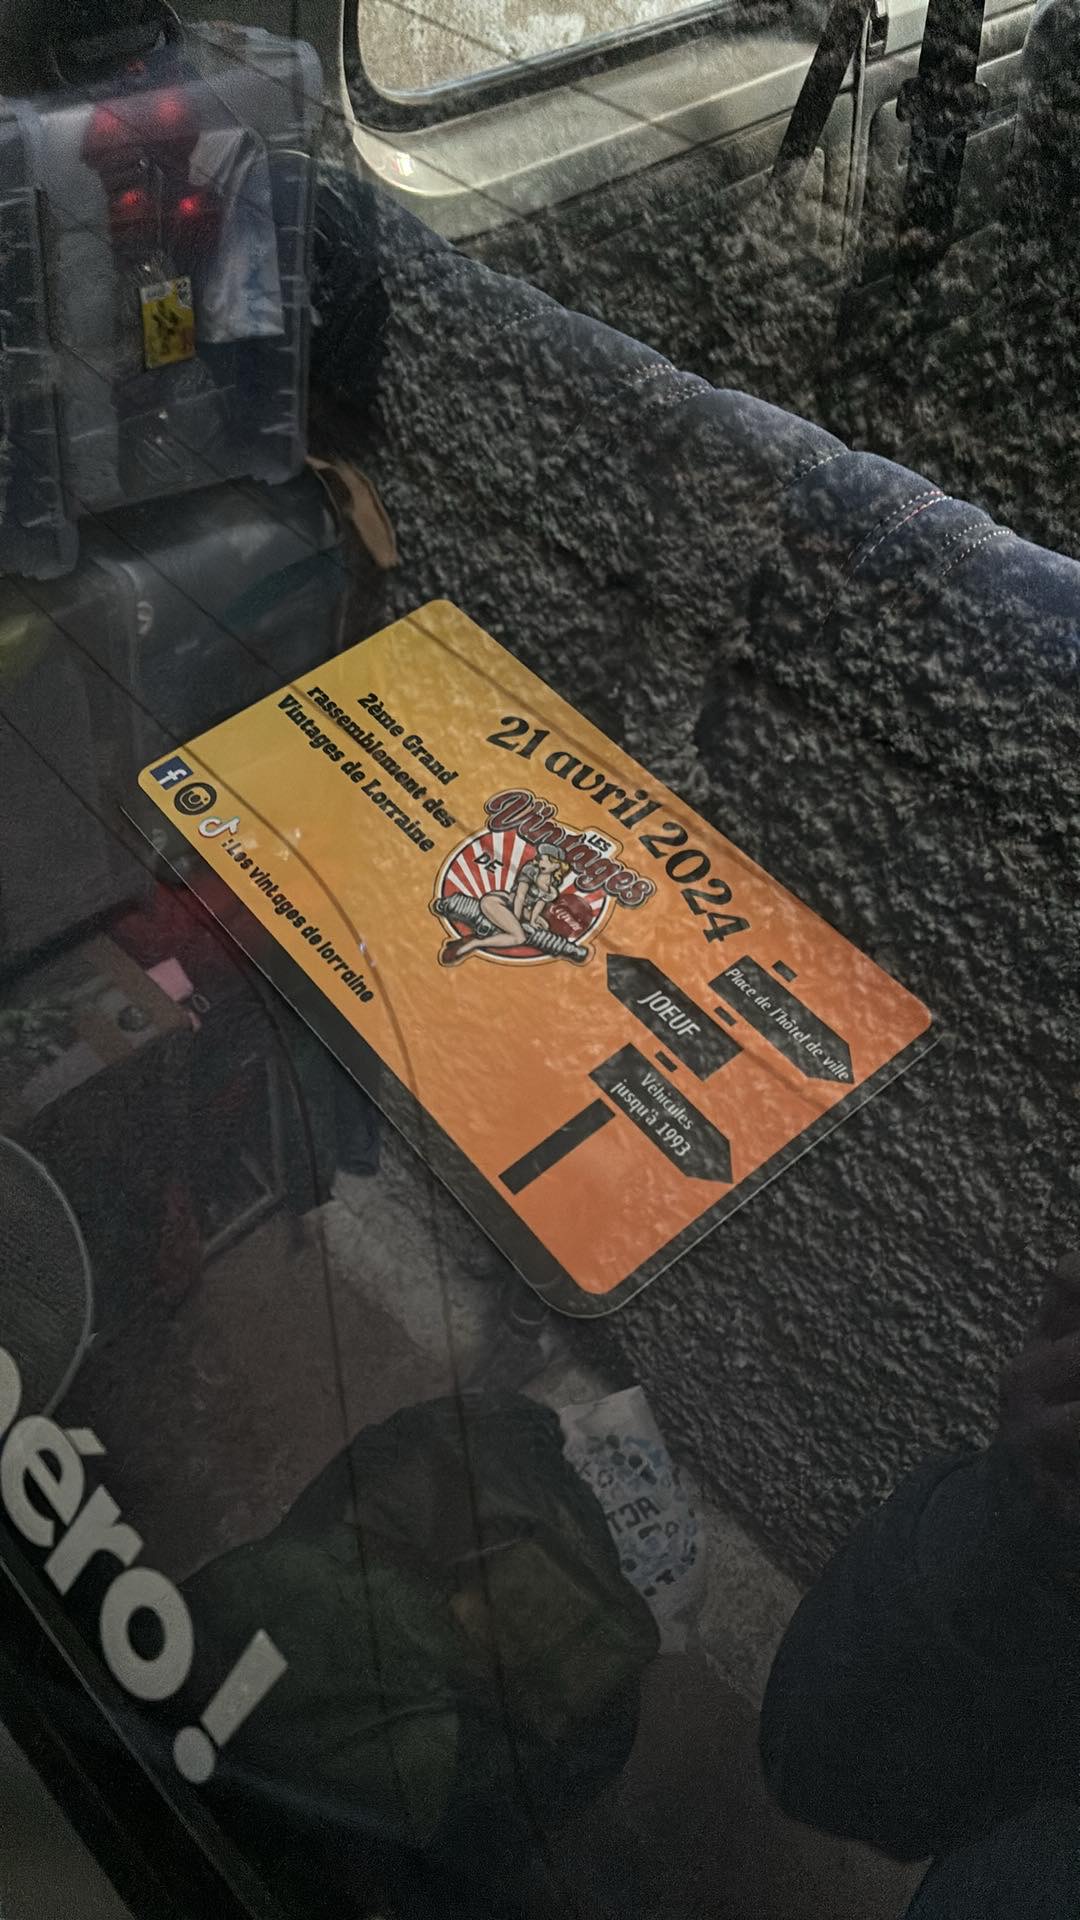 21 avril 2024
2ème Grand
rassemblement des
Vintages de Lorraine
LES
Vintages
DE
Place de l'hôtel de ville
JOEUF
Véhicules
jusqu'à 1993
: Les vintages de lorraine
éro !